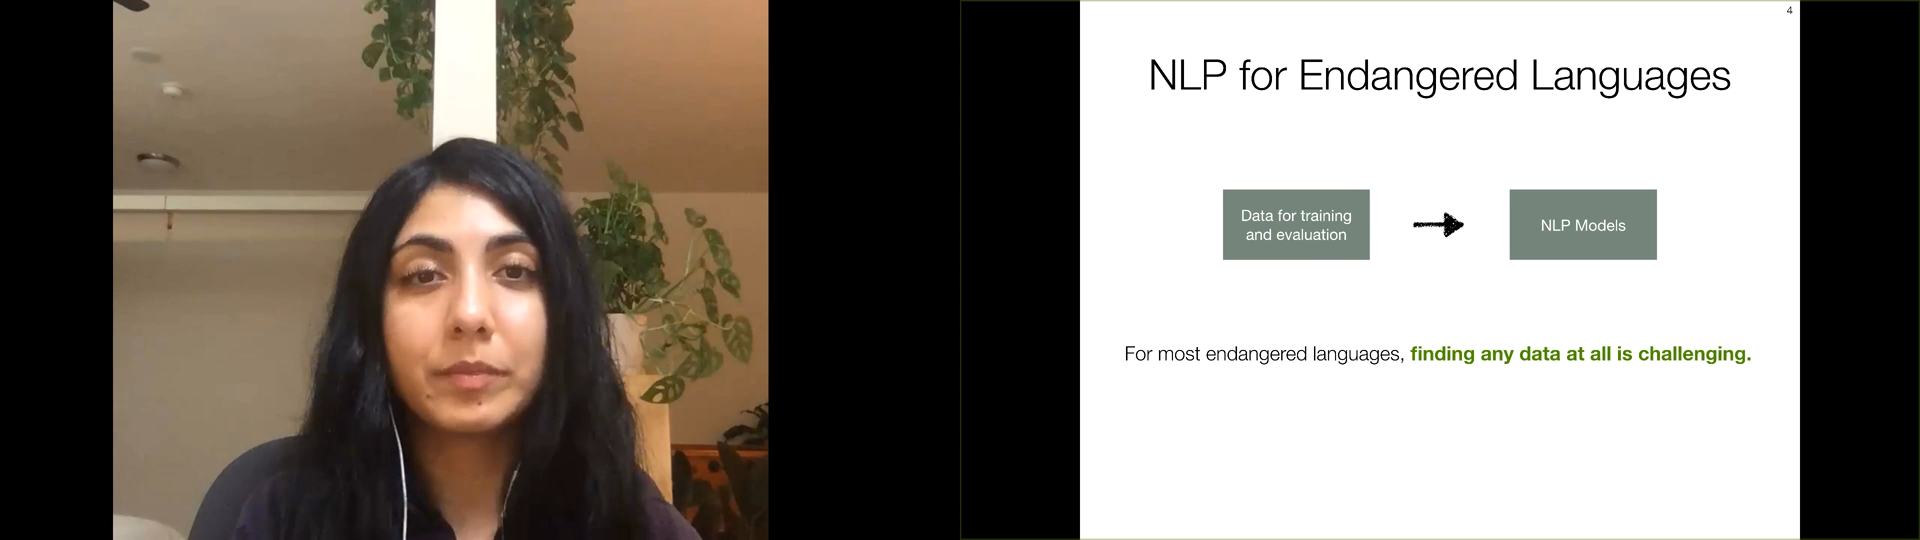 4
NLP for Endangered Languages
Data for training
and evaluation
NLP Models
For most endangered languages, finding any data at all is challenging.